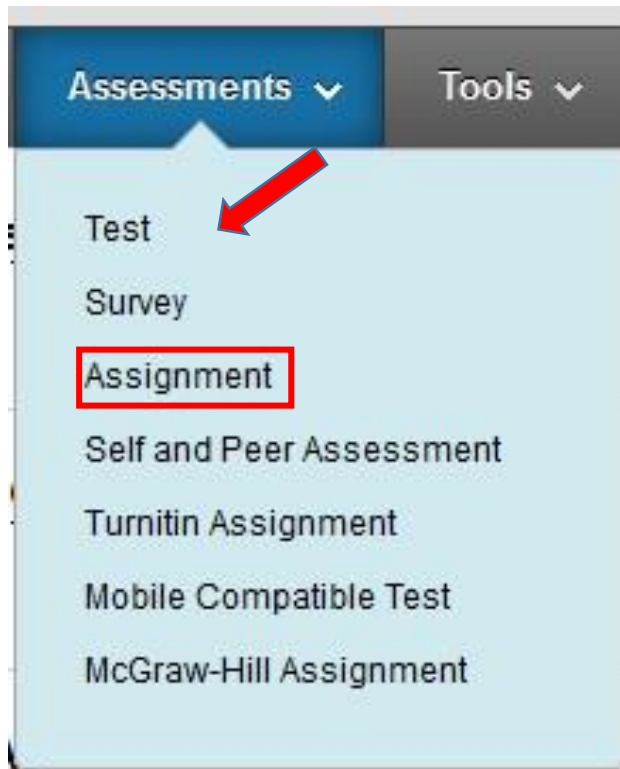 Assessments Tools
Test
Survey
Assignment
Self and Peer Assessment
Turnitin Assignment
Mobile Compatible Test
McGraw-Hill Assignment